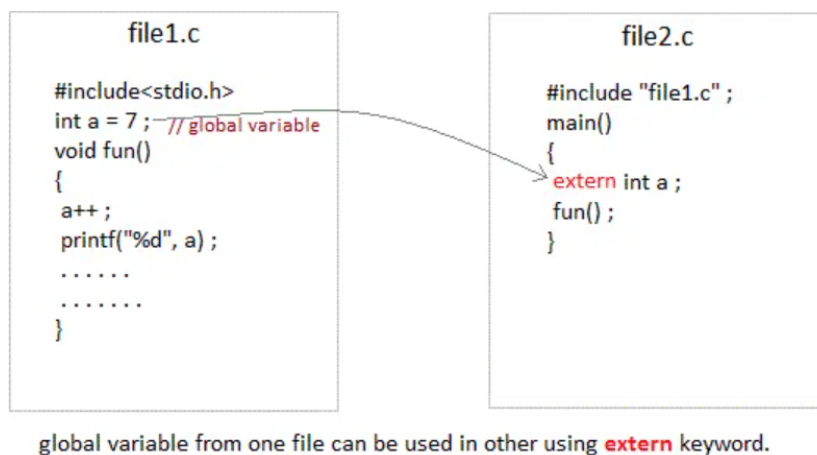 file1.c
#include<stdio.h>
int a = 7 ; // global variable
void fun()
{
a++ ;
printf("%d", a) ;
. . . . . .
. . . . . . .
}
file2.c
#include "file1.c" ;
main()
{
extern int a ;
fun() ;
}
global variable from one file can be used in other using extern keyword.